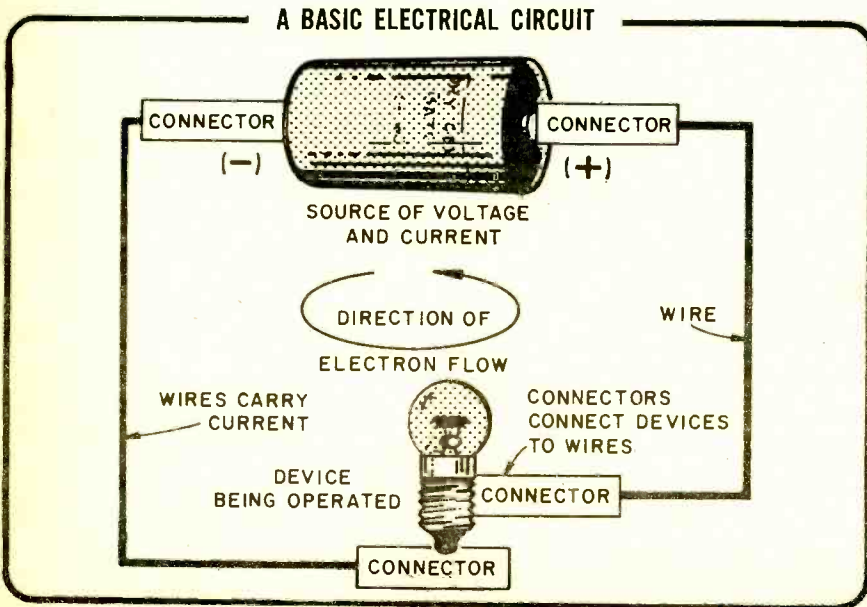 A BASIC ELECTRICAL CIRCUIT
CONNECTOR
CONNECTOR
(-)
(+)
SOURCE OF VOLTAGE
AND CURRENT
DIRECTION OF
ELECTRON FLOW
WIRE
WIRES CARRY
CURRENT
CONNECTORS
CONNECT DEVICES
TO WIRES
DEVICE
BEING OPERATED
CONNECTOR
CONNECTOR